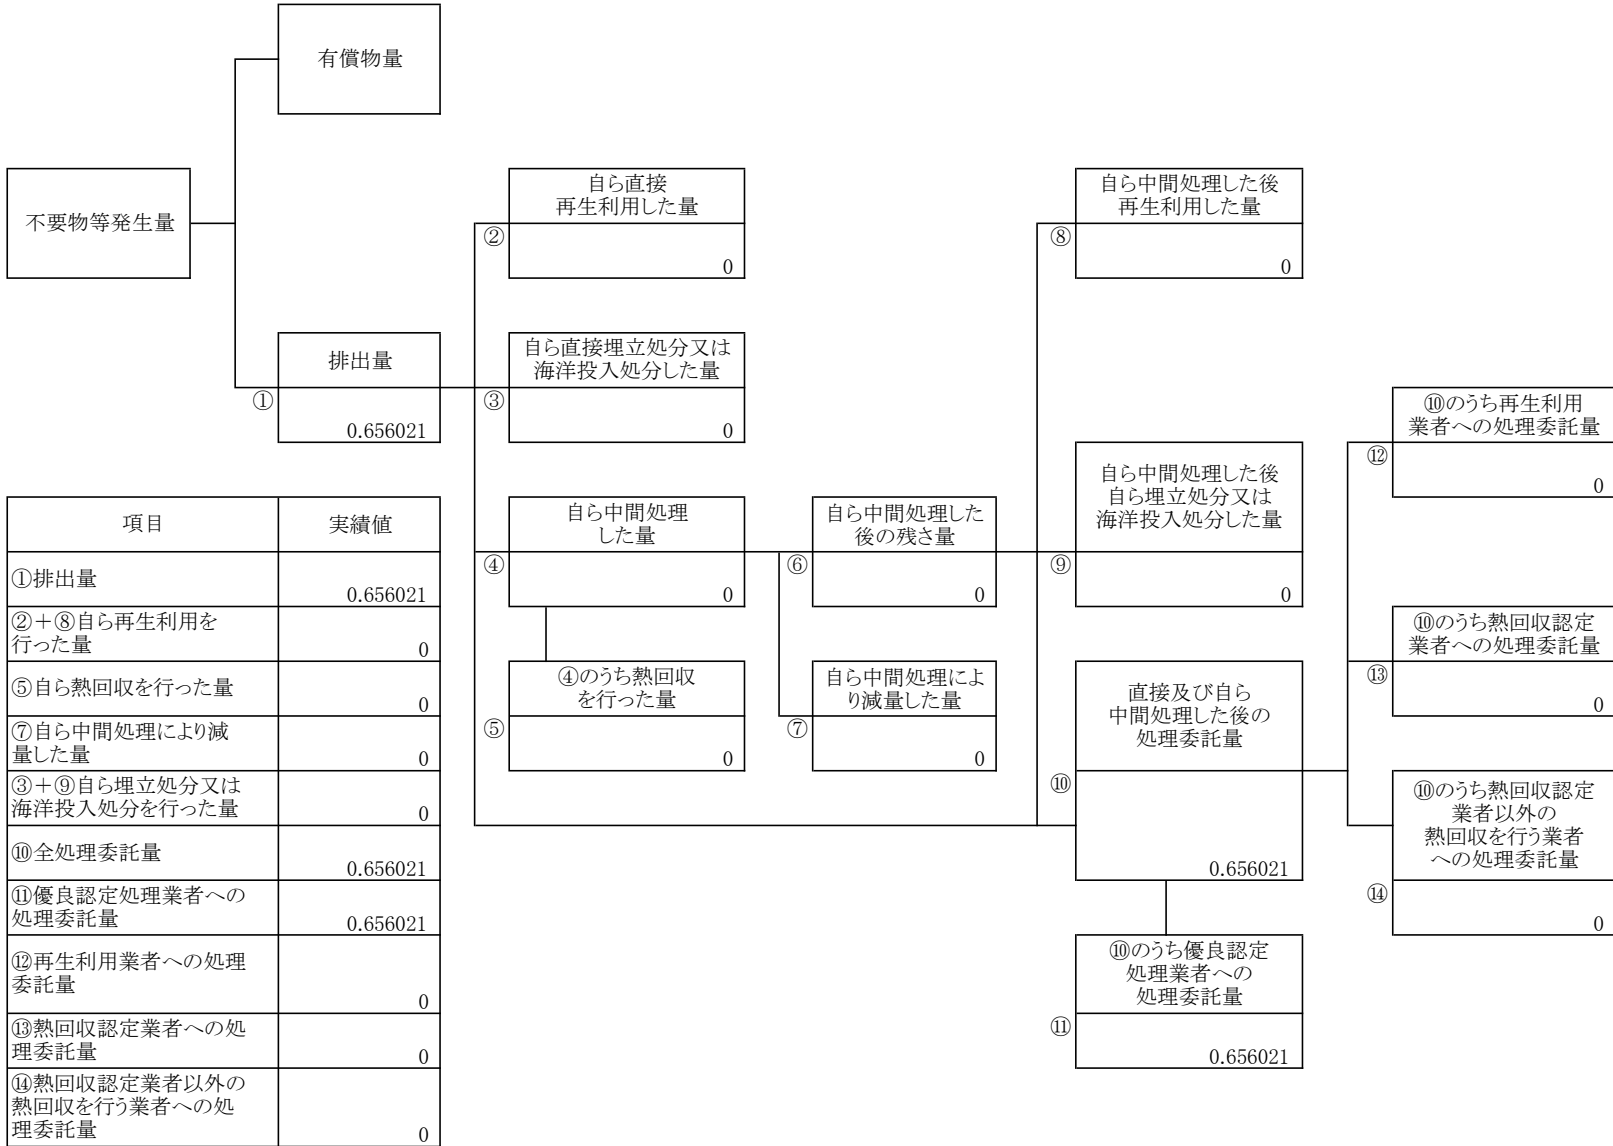 有償物量
不要物等発生量
自ら直接
再生利用した量
②
0
自ら中間処理した後
再生利用した量
⑧
0
排出量
①
0.656021
自ら直接埋立処分又は
海洋投入処分した量
③
0
⑩のうち再生利用
業者への処理委託量
⑫
0
自ら中間処理
した量
④
0
自ら中間処理した
後の残さ量
⑥
0
自ら中間処理した後
自ら埋立処分又は
海洋投入処分した量
⑨
0
⑩のうち熱回収認定
業者への処理委託量
⑬
0
④のうち熱回収
を行った量
⑤
0
自ら中間処理によ
り減量した量
⑦
0
直接及び自ら
中間処理した後の
処理委託量
⑩
0.656021
⑩のうち熱回収認定
業者以外の
熱回収を行う業者
への処理委託量
⑭
0
⑩のうち優良認定
処理業者への
処理委託量
⑪
0.656021
項目 実績値
①排出量
0.656021
②+⑧自ら再生利用を
行った量
0
⑤自ら熱回収を行った量
0
⑦自ら中間処理により減
量した量
0
③+⑨自ら埋立処分又は
海洋投入処分を行った量
0
⑩全処理委託量
0.656021
⑪優良認定処理業者への
処理委託量
0.656021
⑫再生利用業者への処理
委託量
0
⑬熱回収認定業者への処
理委託量
0
⑭熱回収認定業者以外の
熱回収を行う業者への処
理委託量
0